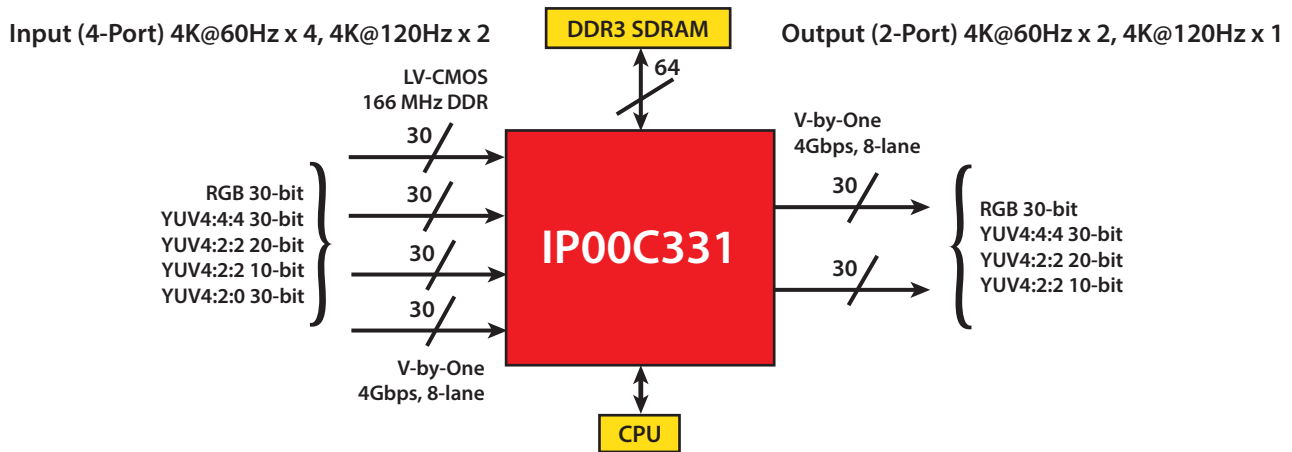 Input (4-Port) 4K@60Hz x 4, 4K@120Hz x 2
DDR3 SDRAM
Output (2-Port) 4K@60Hz x 2, 4K@120Hz x 1
64
LV-CMOS
166 MHz DDR
30
30
30
30
RGB 30-bit
YUV4:4:4 30-bit
YUV4:2:2 20-bit
YUV4:2:2 10-bit
YUV4:2:0 30-bit
V-by-One
4Gbps, 8-lane
IP00C331
V-by-One
4Gbps, 8-lane
30
30
RGB 30-bit
YUV4:4:4 30-bit
YUV4:2:2 20-bit
YUV4:2:2 10-bit
CPU